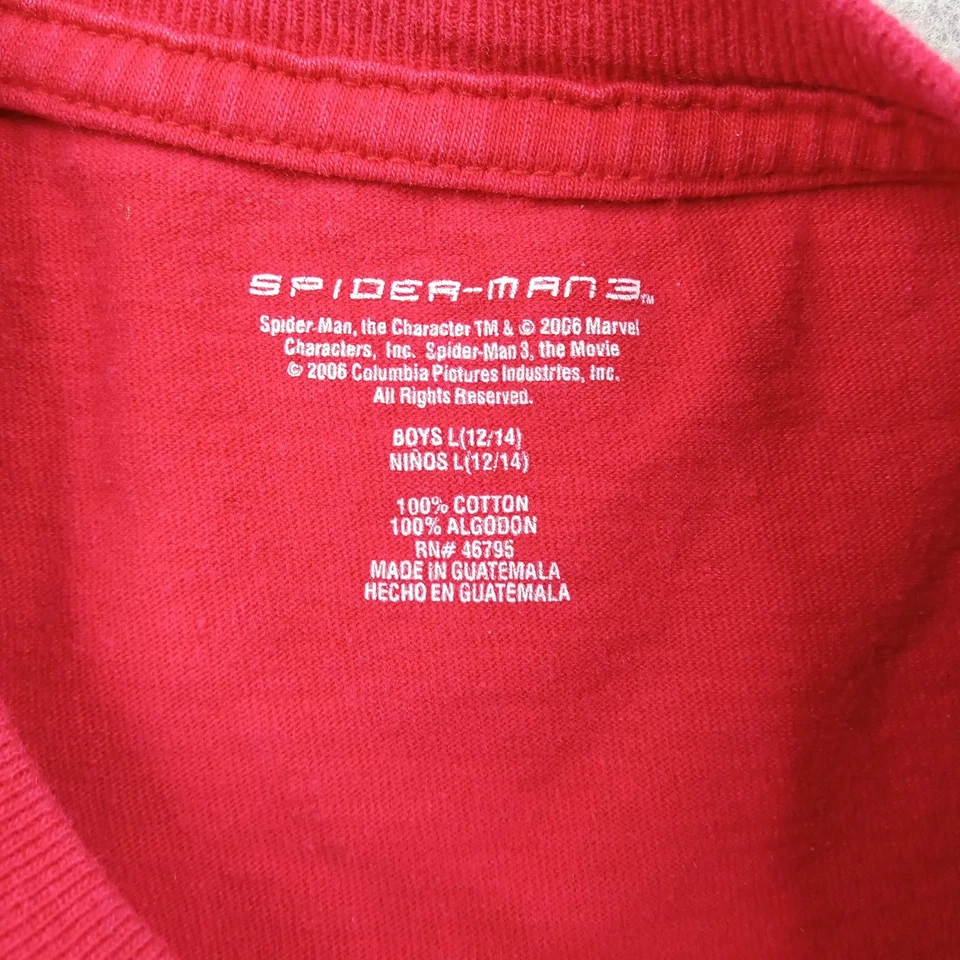 SPIDER-MAN 3™
Spider-Man, the Character TM & © 2006 Marvel
Characters, Inc. Spider-Man 3, the Movie
© 2006 Columbia Pictures Industries, Inc.
All Rights Reserved.
BOYS L(12/14)
NIÑOS L(12/14)
100% COTTON
100% ALGODON
RN# 46795
MADE IN GUATEMALA
HECHO EN GUATEMALA